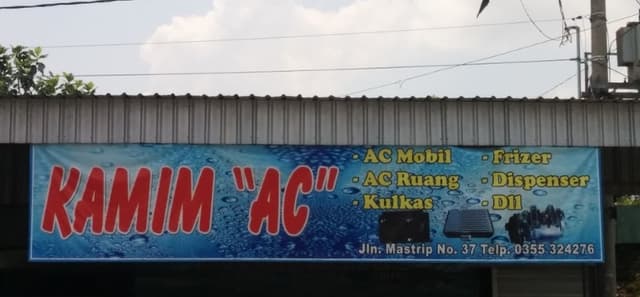 KAMIM "AC"
- AC Mobil
- AC Ruang
- Kulkas
- Frizer
- Dispenser
- Dll
Jln. Mastrip No. 37 Telp. 0355 324276